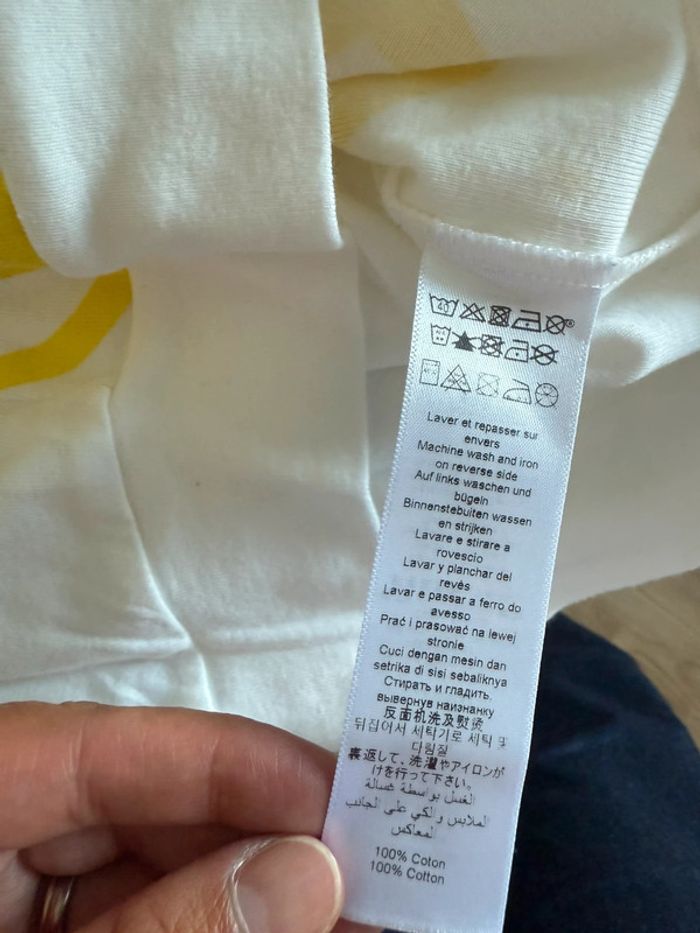 40
Laver et repasser sur
envers
Machine wash and iron
on reverse side
Auf links waschen und
bügeln
Binnenstebuiten wassen
en strijken
Lavare e stirare a
rovescio
Lavar y planchar del
revés
Lavar e passar a ferro do
avesso
Prać i prasować na lewej
stronie
Cuci dengan mesin dan
setrika di sisi sebaliknya
Стирать и гладить,
вывернув наизнанку
反面机洗及熨烫
뒤집어서 세탁기로 세탁 및
다림질
裏返して、洗濯やアイロンが
けを行って下さい。
الغسل بواسطة غسالة
الملابس والكي على الجانب
المعاكس
100% Coton
100% Cotton